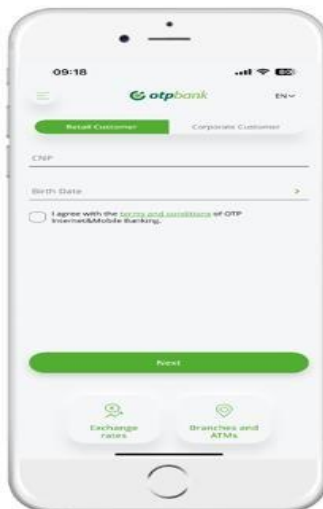 09:18
otpbank
EN
Retail Customer
Corporate Customer
CNP
Birth Date
I agree with the terms and conditions of OTP
Internet&Mobile Banking.
Next
Exchange
rates
Branches and
ATMs